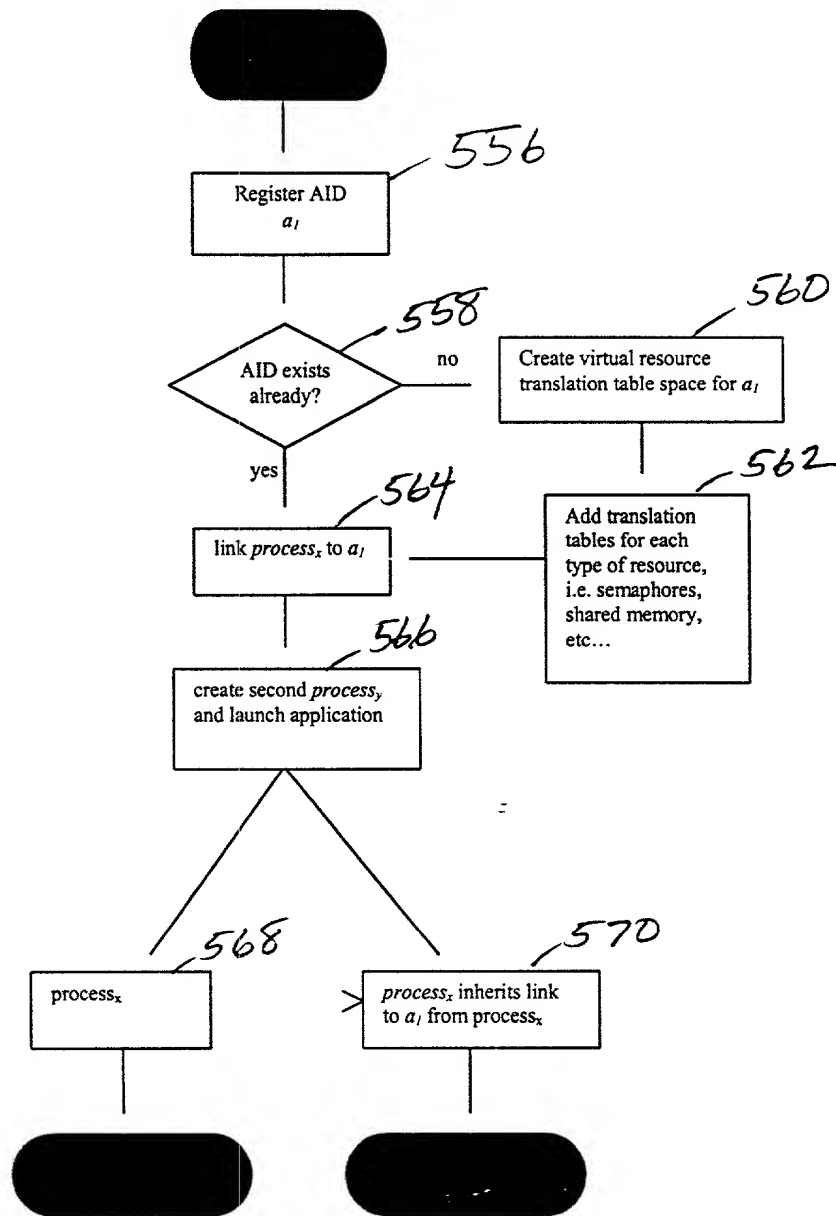 556
Register AID
a₁
558
AID exists
already?
no
yes
560
Create virtual resource
translation table space for a₁
562
Add translation
tables for each
type of resource,
i.e. semaphores,
shared memory,
etc...
564
link processₓ to a₁
566
create second processᵧ
and launch application
568
processₓ
570
processₓ inherits link
to a₁ from processₓ